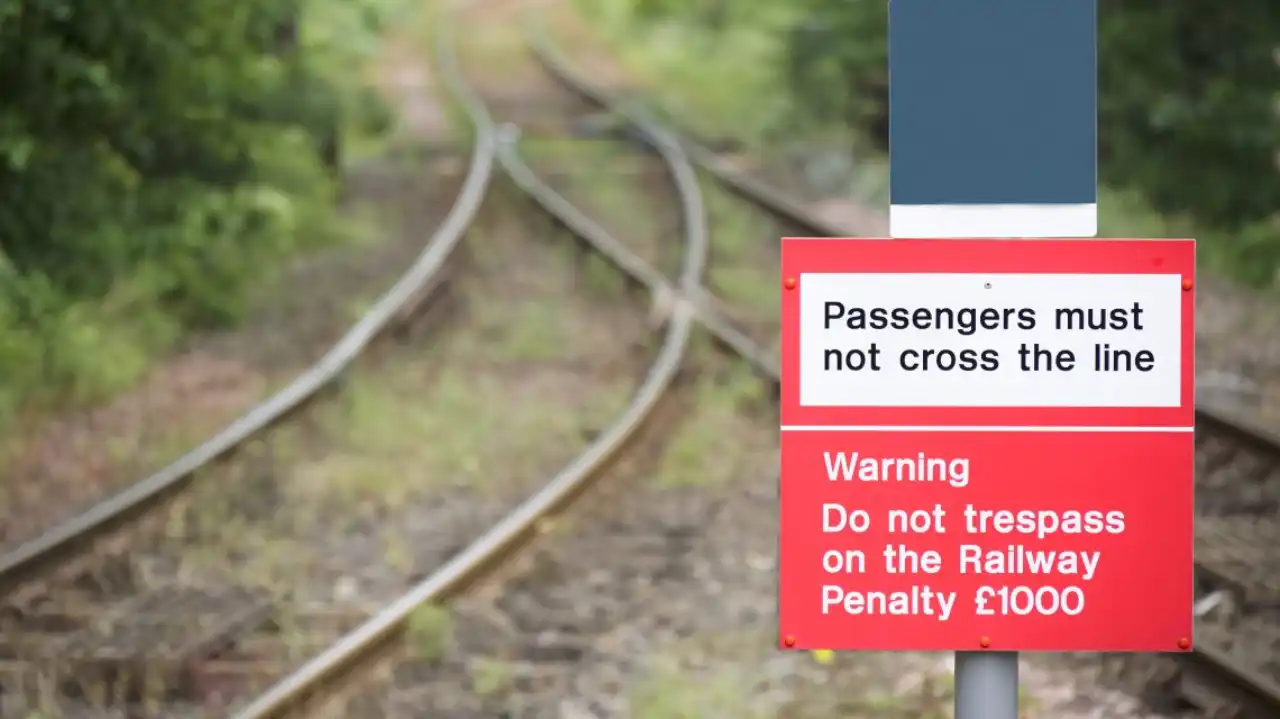 Passengers must
not cross the line
Warning
Do not trespass
on the Railway
Penalty £1000